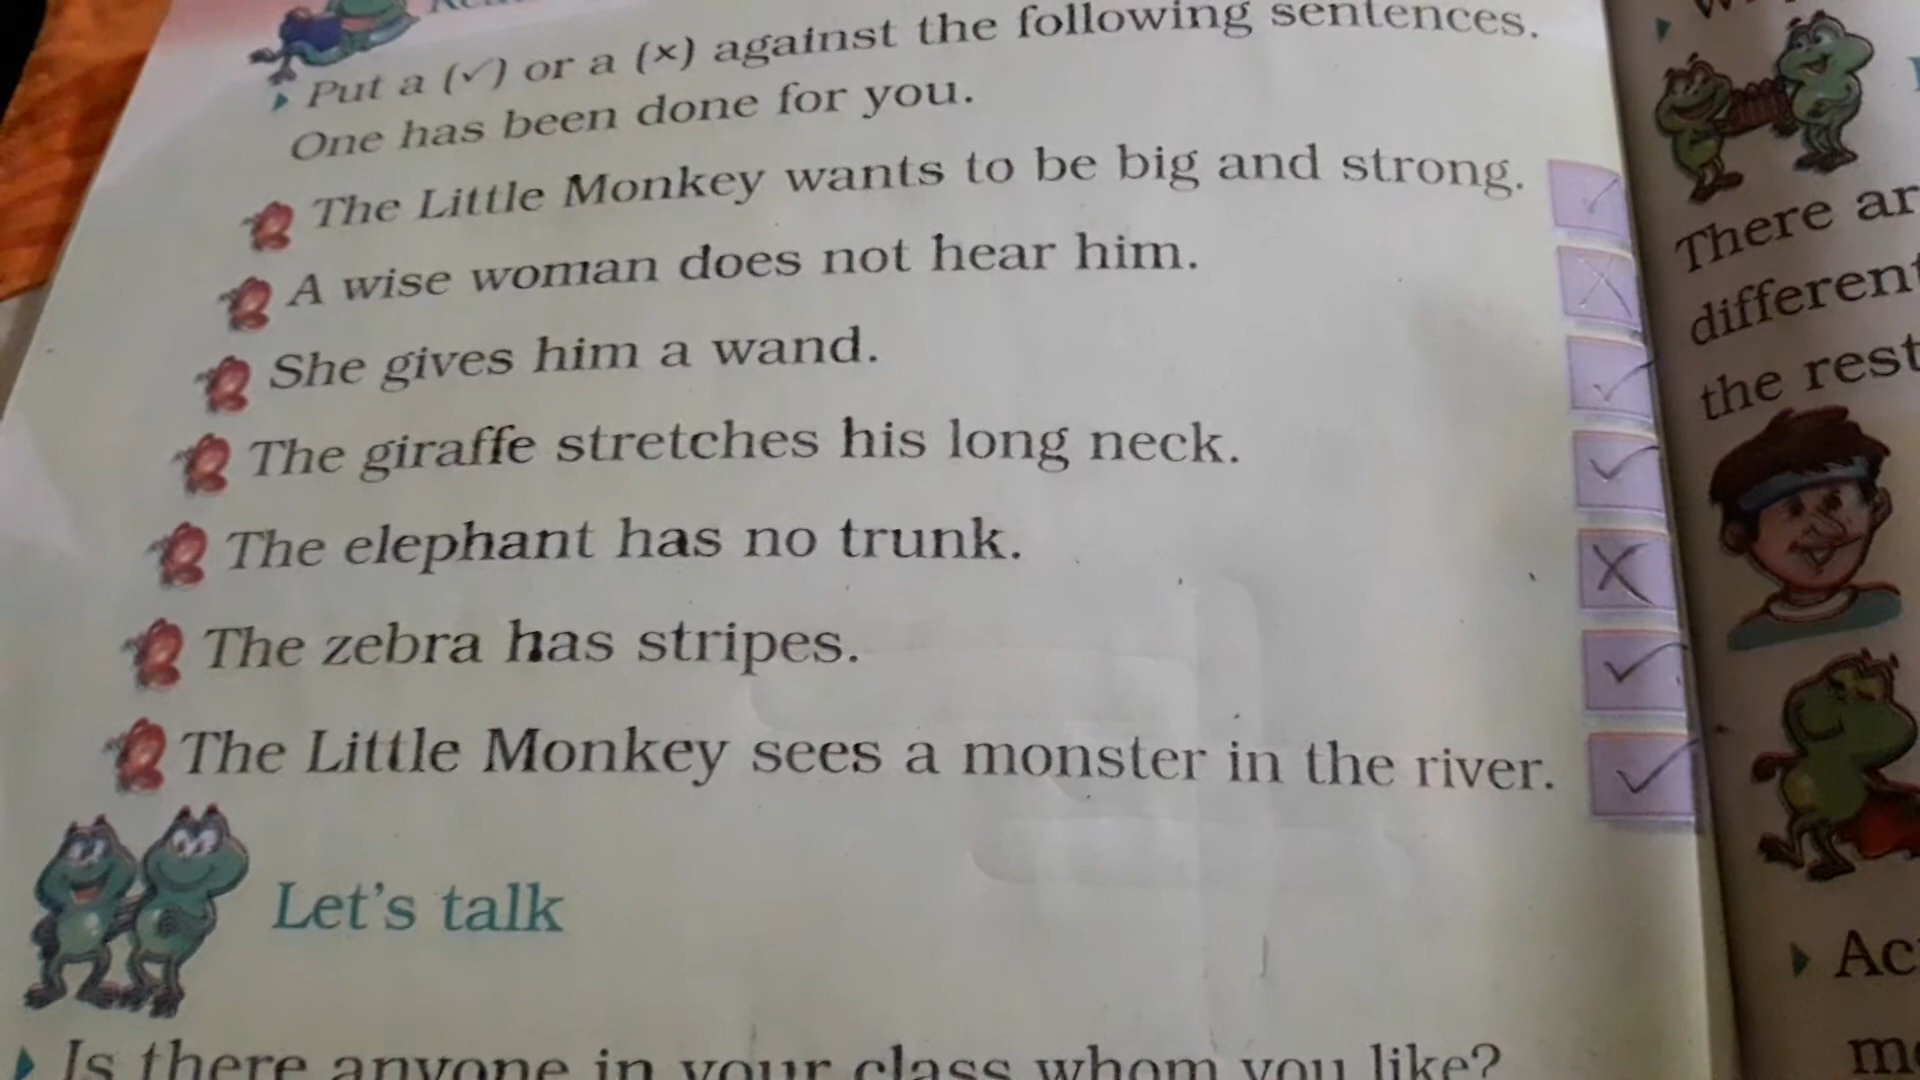 Put a (✓) or a (×) against the following sentences.
One has been done for you.
The Little Monkey wants to be big and strong. ✓
A wise woman does not hear him. ×
She gives him a wand. ✓
The giraffe stretches his long neck. ✓
The elephant has no trunk. ×
The zebra has stripes. ✓
The Little Monkey sees a monster in the river. ✓
Let's talk
Is there anyone in your class whom you like?
There
the rest